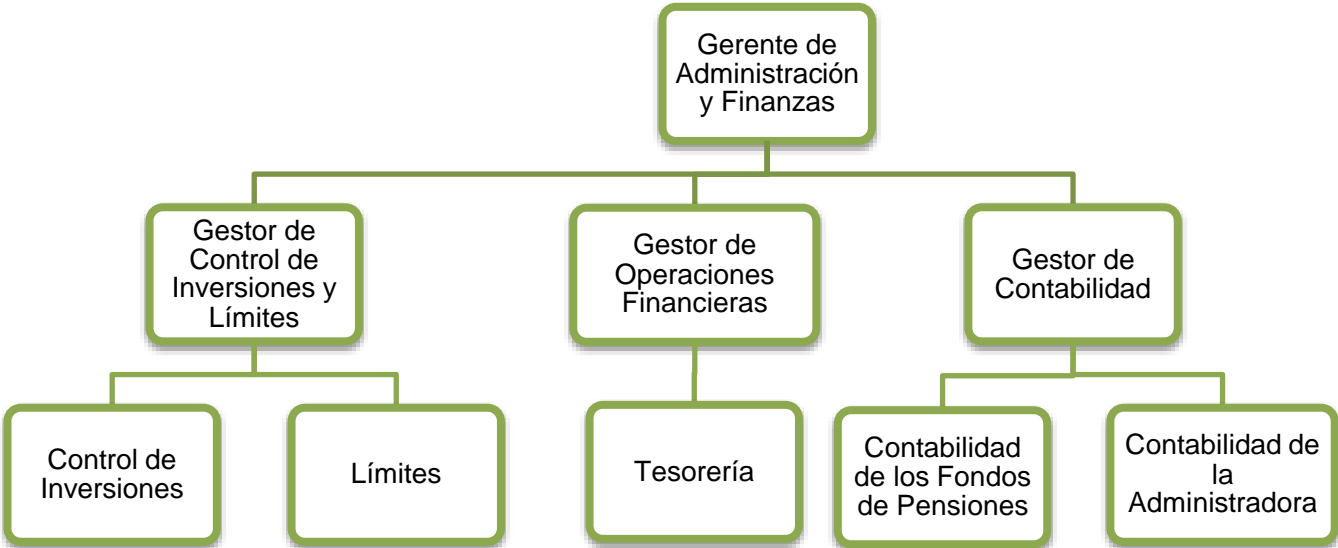 Gerente de
Administración
y Finanzas
Gestor de
Control de
Inversiones y
Límites
Gestor de
Operaciones
Financieras
Gestor de
Contabilidad
Control de
Inversiones
Límites
Tesorería
Contabilidad
de los Fondos
de Pensiones
Contabilidad de
la
Administradora